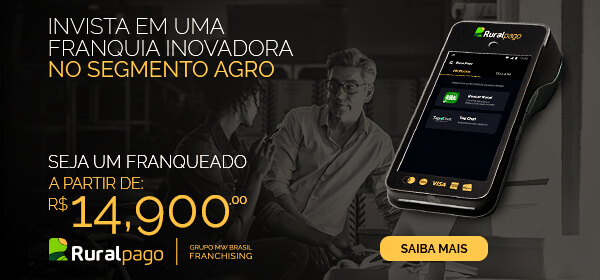 INVISTA EM UMA
FRANQUIA INOVADORA
NO SEGMENTO AGRO
SEJA UM FRANQUEADO
A PARTIR DE:
R$ 14,900.00
Ruralpago
GRUPO MW BRASIL
FRANCHISING
Ruralpago
VISA
SAIBA MAIS